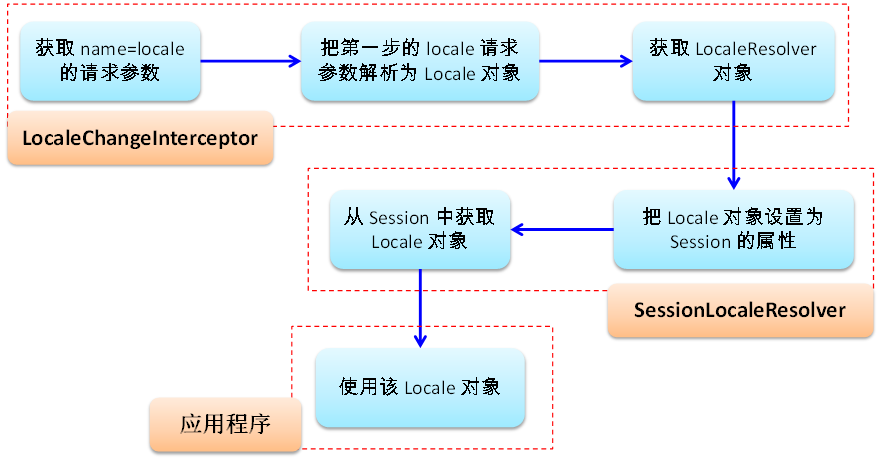 获取 name=locale
的请求参数
把第一步的 locale 请求
参数解析为 Locale 对象
获取 LocaleResolver
对象
LocaleChangeInterceptor
从 Session 中获取
Locale 对象
把 Locale 对象设置为
Session 的属性
SessionLocaleResolver
使用该 Locale 对象
应用程序